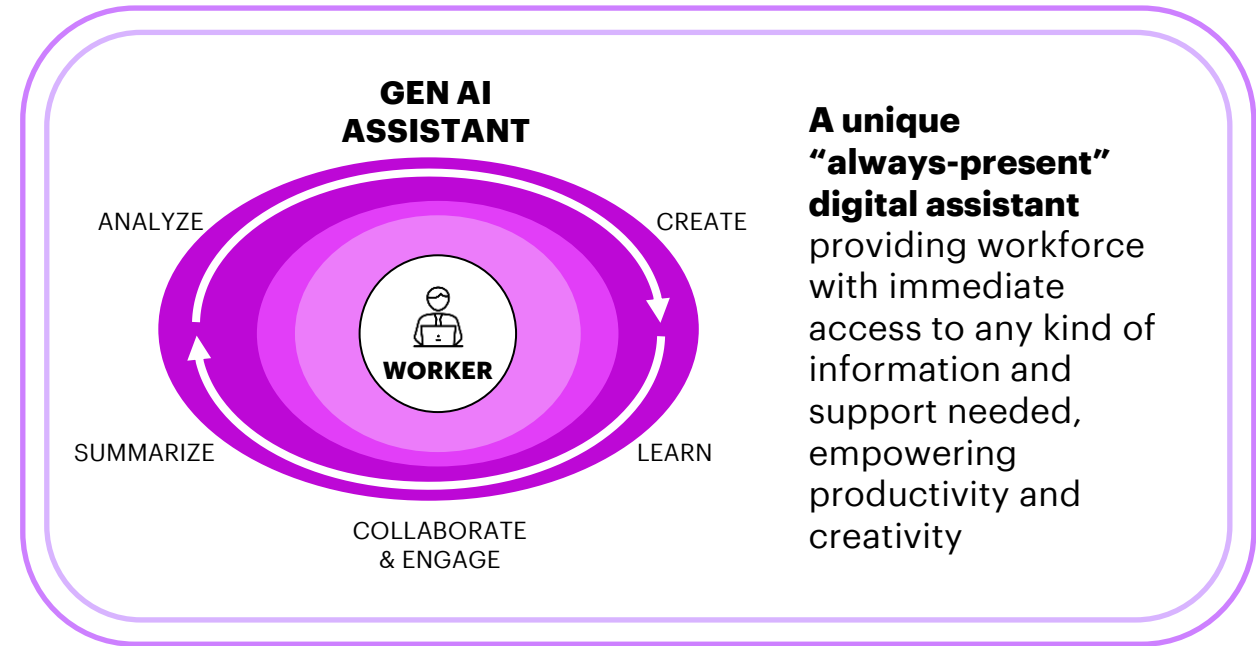 GEN AI
ASSISTANT
ANALYZE
CREATE
WORKER
SUMMARIZE
LEARN
COLLABORATE
& ENGAGE
A unique
“always-present”
digital assistant
providing workforce
with immediate
access to any kind of
information and
support needed,
empowering
productivity and
creativity